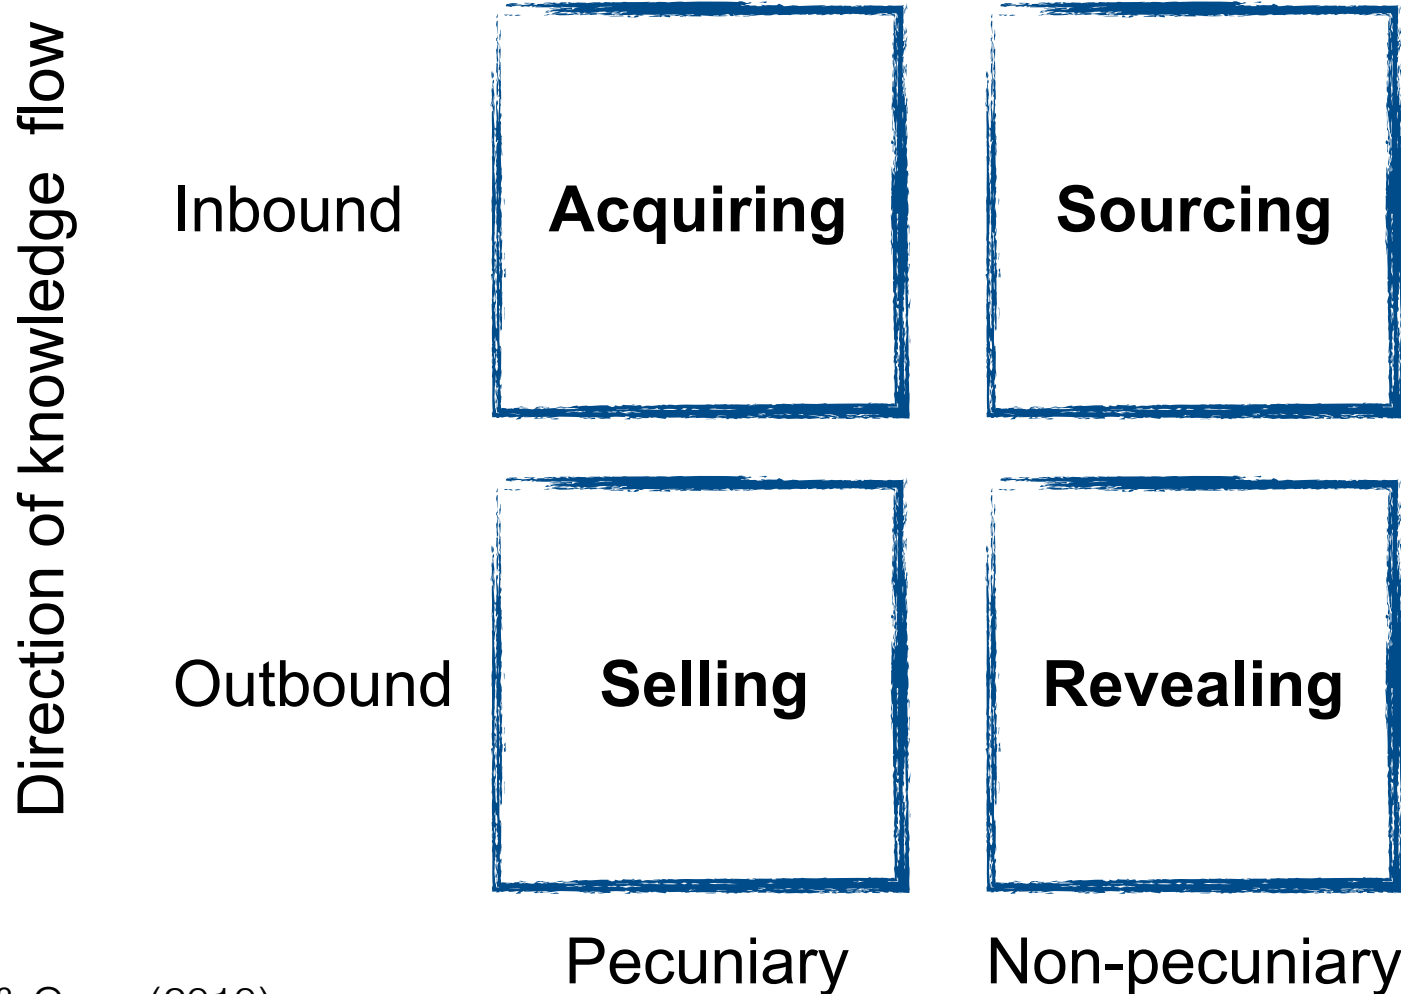 Direction of knowledge flow
Inbound
Acquiring
Sourcing
Outbound
Selling
Revealing
Pecuniary
Non-pecuniary